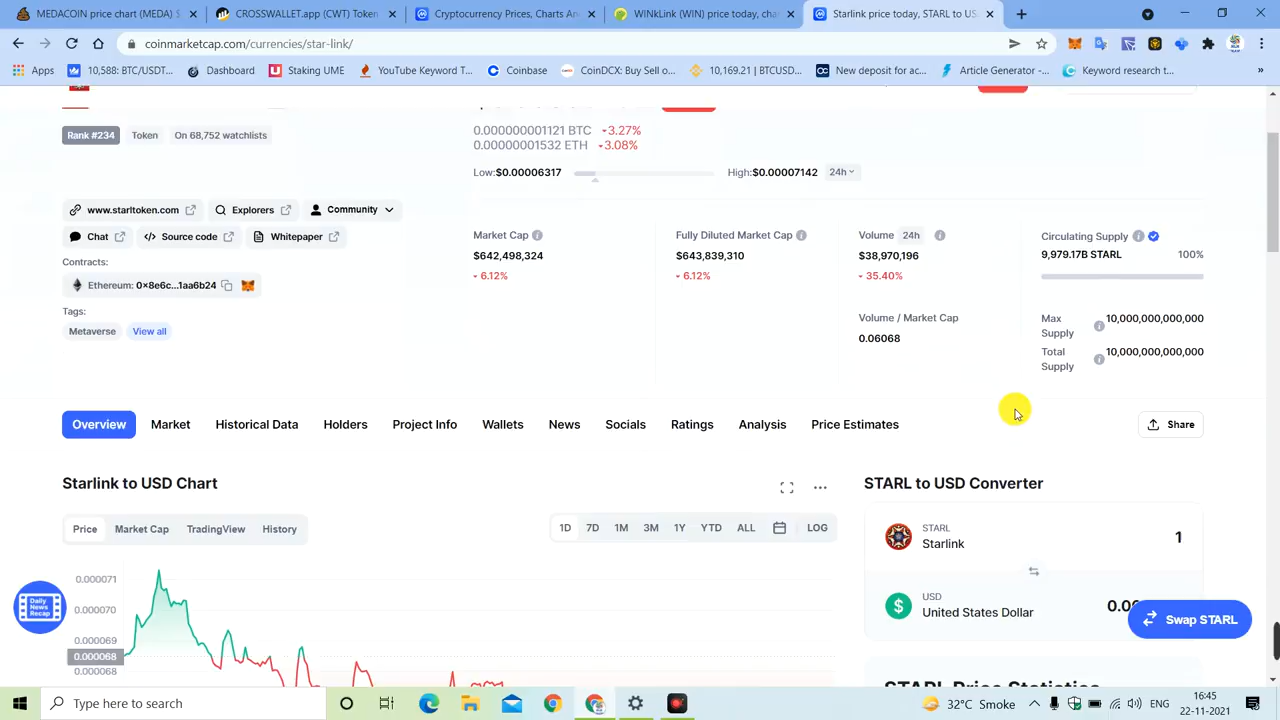 MEDACOIN ($MEDA)
CROSSWALLET ($CTOKEN)
Cryptocurrency Prices, Charts An
WINkLink price today, WIN price, cha
Starlink price today, STARL to U
coinmarketcap.com/currencies/star-link/
Apps
10,588: BTC/USDT...
Dashboard
Staking UME
YouTube Keyword T...
Coinbase
CoinDCX: Buy Sell o...
10,169.21 | BTCUSD...
New deposit for ac...
Article Generator -...
Keyword research t...
»
Rank #234
Token
On 68,752 watchlists
0.000000001121 BTC
3.27%
0.00000001532 ETH
3.08%
Low:$0.00006317
High:$0.00007142
24h
www.starltoken.com
Explorers
Community
Chat
Source code
Whitepaper
Contracts:
Ethereum: 0x8e6c...1aa6b24
Tags:
Metaverse
View all
Market Cap
$642,498,324
6.12%
Fully Diluted Market Cap
$643,839,310
6.12%
Volume 24h
$38,970,196
35.40%
Volume / Market Cap
0.06068
Circulating Supply
9,979.17B STARL
100%
Max
Supply
10,000,000,000,000
Total
Supply
10,000,000,000,000
Overview
Market
Historical Data
Holders
Project Info
Wallets
News
Socials
Ratings
Analysis
Price Estimates
Share
Starlink to USD Chart
Price
Market Cap
TradingView
History
1D
7D
1M
3M
1Y
YTD
ALL
LOG
0.000071
0.000070
0.000069
0.000068
0.000068
STARL to USD Converter
STARL
Starlink
1
USD
United States Dollar
Swap STARL
Daily
News
Recap
Type here to search
32°C Smoke
ENG
16:45
22-11-2021